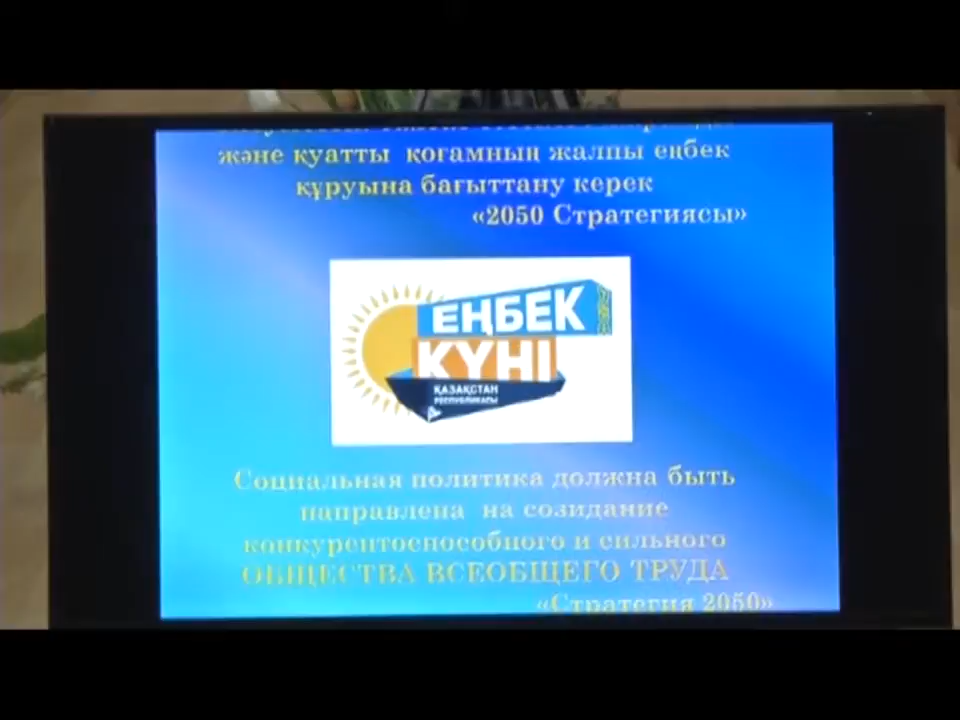 және қуатты қоғамның жалпы еңбек
құруына бағыттану керек
«2050 Стратегиясы»
ЕҢБЕК
КҮНІ
ҚАЗАҚСТАН
РЕСПУБЛИКАСЫ
Социальная политика должна быть
направлена на созидание
конкурентоспособного и сильного
ОБЩЕСТВА ВСЕОБЩЕГО ТРУДА
«Стратегия 2050»